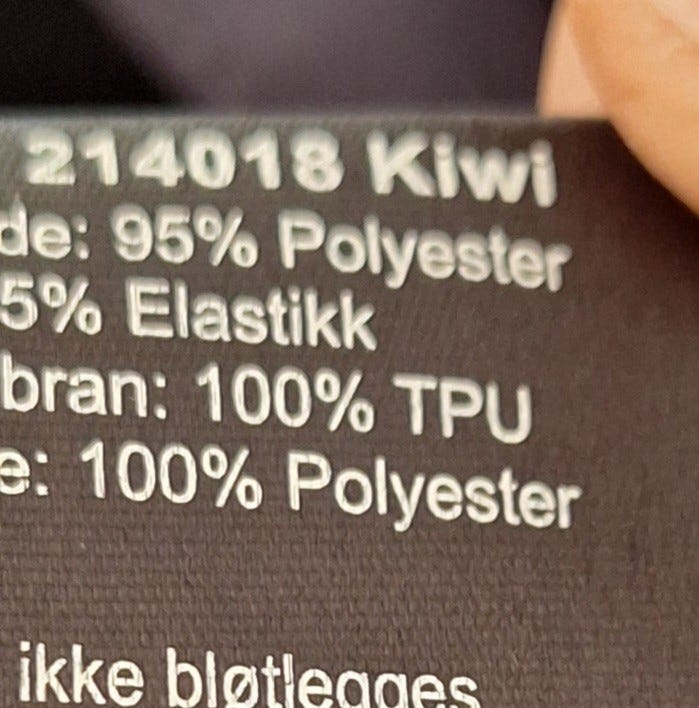 214018 Kiwi
de: 95% Polyester
5% Elastikk
bran: 100% TPU
e: 100% Polyester
ikke bløtlegges